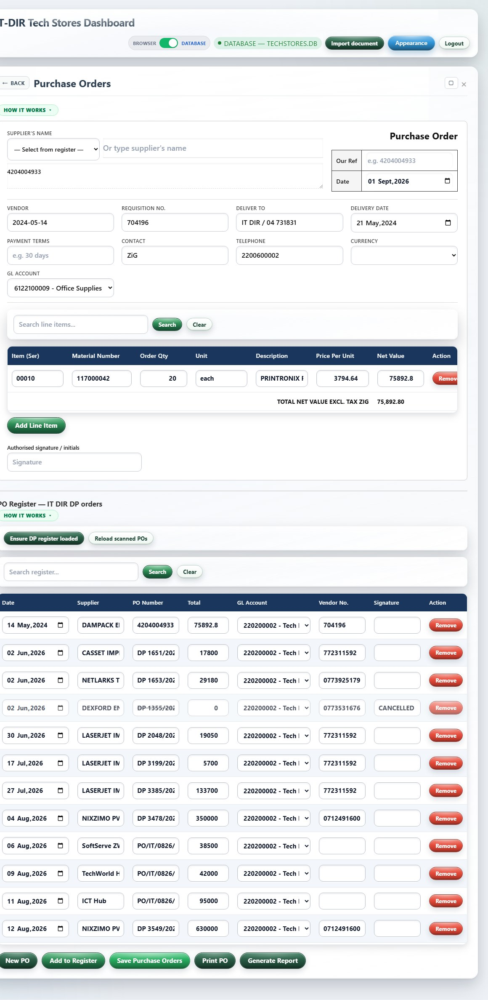 T-DIR Tech Stores Dashboard
BROWSER DATABASE DATABASE — TECHSTORES.DB Import document Appearance Logout
← BACK Purchase Orders ×
HOW IT WORKS
SUPPLIER'S NAME
Purchase Order
— Select from register — Or type supplier's name
4204004933
Our Ref e.g. 4204004933
Date 01 Sept,2026
VENDOR REQUISITION NO. DELIVER TO DELIVERY DATE
2024-05-14 704196 IT DIR / 04 731831 21 May,2024
PAYMENT TERMS CONTACT TELEPHONE CURRENCY
e.g. 30 days ZiG 2200600002
GL ACCOUNT
6122100009 - Office Supplies
Search line items... Search Clear
Item (Ser) Material Number Order Qty Unit Description Price Per Unit Net Value Action
00010 117000042 20 each PRINTRONIX P 3794.64 75892.8 Remov
TOTAL NET VALUE EXCL. TAX ZIG 75,892.80
Add Line Item
Authorised signature / initials
Signature
PO Register — IT DIR DP orders
HOW IT WORKS
Ensure DP register loaded Reload scanned POs
Search register... Search Clear
Date Supplier PO Number Total GL Account Vendor No. Signature Action
14 May,2024 DAMPACK E 4204004933 75892.8 220200002 - Tech 704196 Remove
02 Jun,2026 CASSET IMP DP 1651/202 17800 220200002 - Tech 772311592 Remove
02 Jun,2026 NETLARKS T DP 1653/202 29180 220200002 - Tech 0773925179 Remove
02 Jun,2026 DEXFORD EN DP 1355/202 0 220200002 - Tech 0773531676 CANCELLED Remove
30 Jun,2026 LASERJET IM DP 2048/202 19050 220200002 - Tech 772311592 Remove
17 Jul,2026 LASERJET IM DP 3199/202 5700 220200002 - Tech 772311592 Remove
27 Jul,2026 LASERJET IM DP 3385/202 133700 220200002 - Tech 772311592 Remove
04 Aug,2026 NIXZIMO PV DP 3478/202 350000 220200002 - Tech 0712491600 Remove
06 Aug,2026 SoftServe ZW PO/IT/0826/ 38500 220200002 - Tech Remove
09 Aug,2026 TechWorld H PO/IT/0826/ 42000 220200002 - Tech Remove
11 Aug,2026 ICT Hub PO/IT/0826/ 95000 220200002 - Tech Remove
12 Aug,2026 NIXZIMO PV DP 3549/202 630000 220200002 - Tech 0712491600 Remove
New PO Add to Register Save Purchase Orders Print PO Generate Report